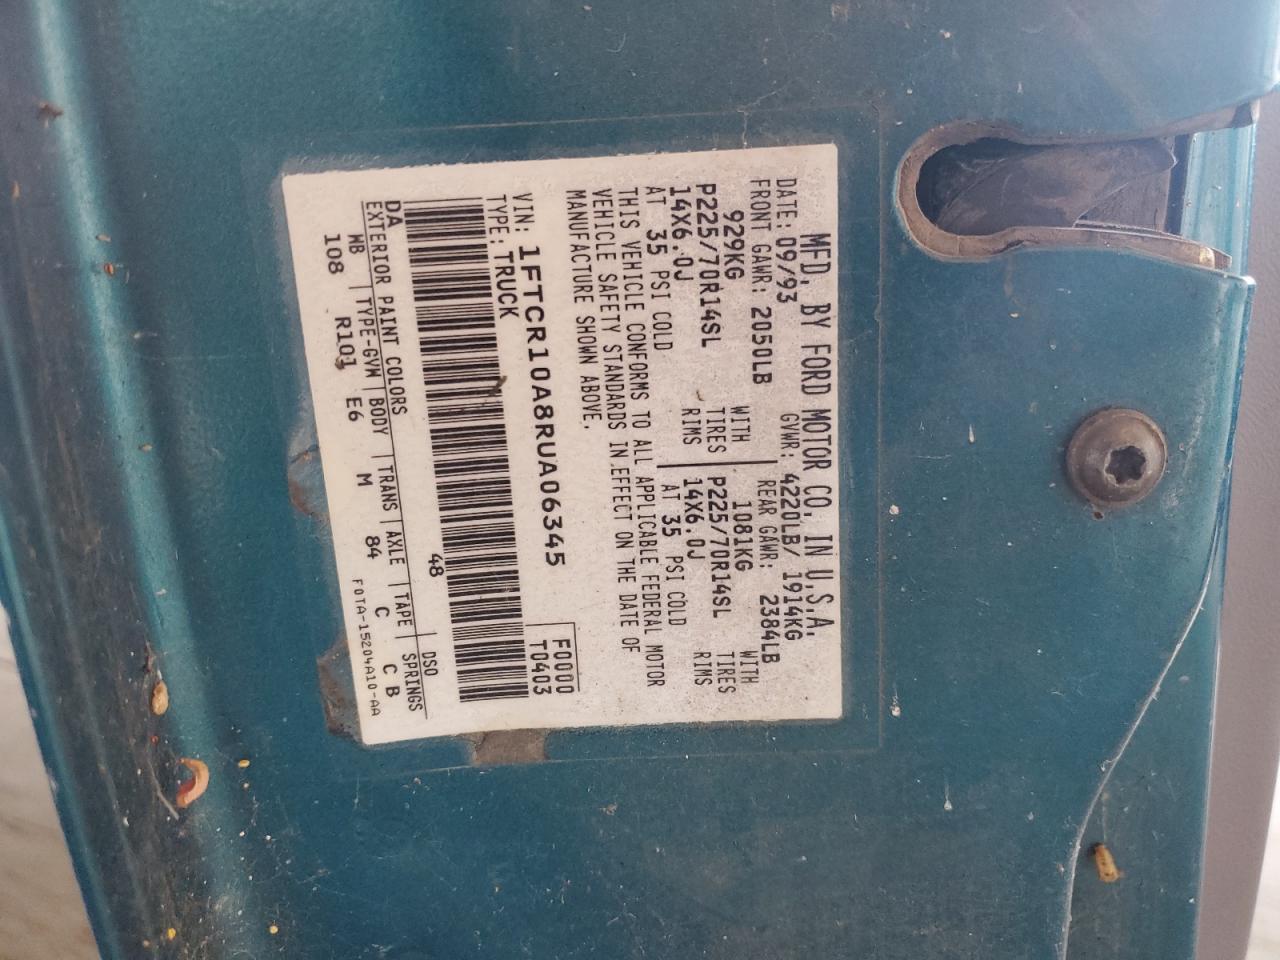 MFD. BY FORD MOTOR CO. IN U.S.A.
DATE: 09/93 GVWR: 4220LB/ 1914KG
FRONT GAWR: 2050LB REAR GAWR: 2384LB
929KG WITH 1081KG WITH
P225/70R14SL TIRES P225/70R14SL TIRES
14X6.0J RIMS 14X6.0J RIMS
AT 35 PSI COLD AT 35 PSI COLD
THIS VEHICLE CONFORMS TO ALL APPLICABLE FEDERAL MOTOR
VEHICLE SAFETY STANDARDS IN EFFECT ON THE DATE OF
MANUFACTURE SHOWN ABOVE.
F0000
VIN: 1FTCR10A8RUA06345 T0403
TYPE: TRUCK
48
DA DSO
EXTERIOR PAINT COLORS
WB TYPE-GVW BODY TRANS AXLE TAPE SPRINGS
108 R101 E6 M 84 C C B
F0TA-15204A10-AA